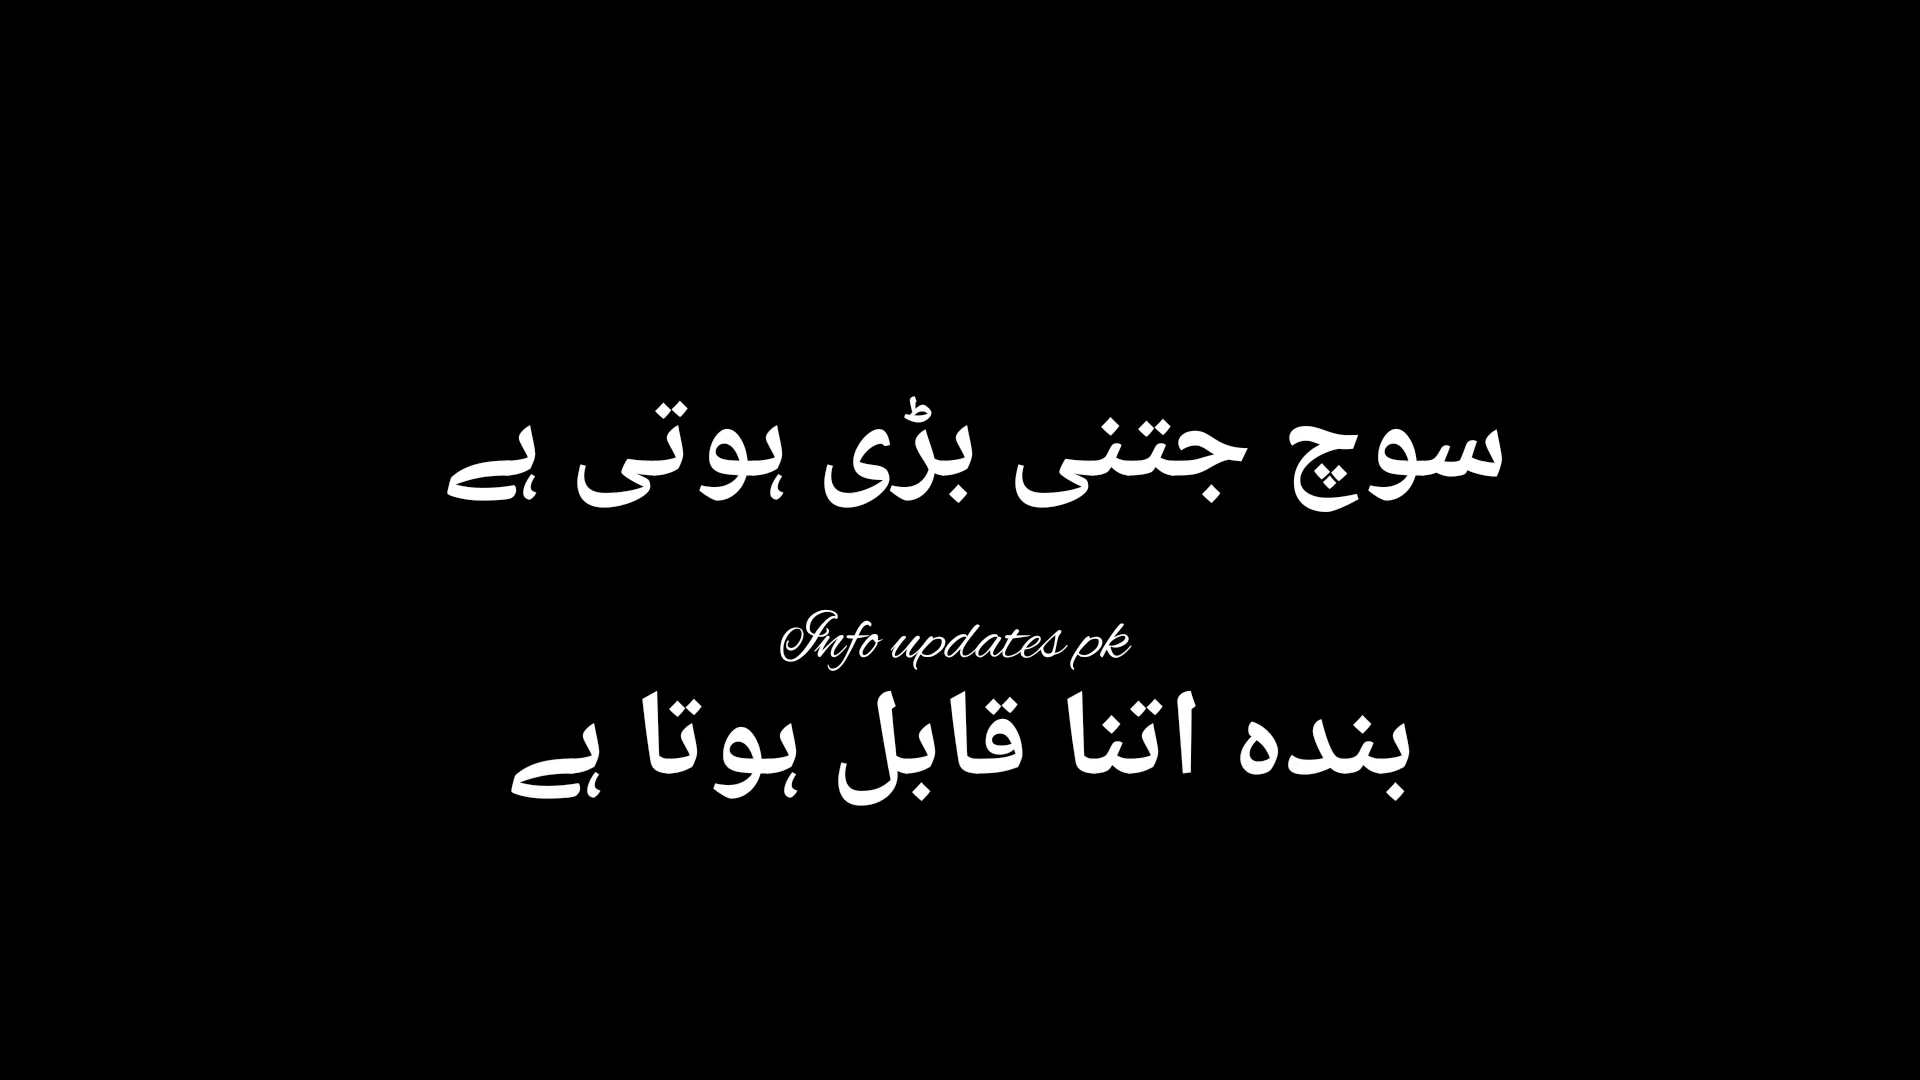 سوچ جتنی بڑی ہوتی ہے
Info updates pk
بندہ اتنا قابل ہوتا ہے